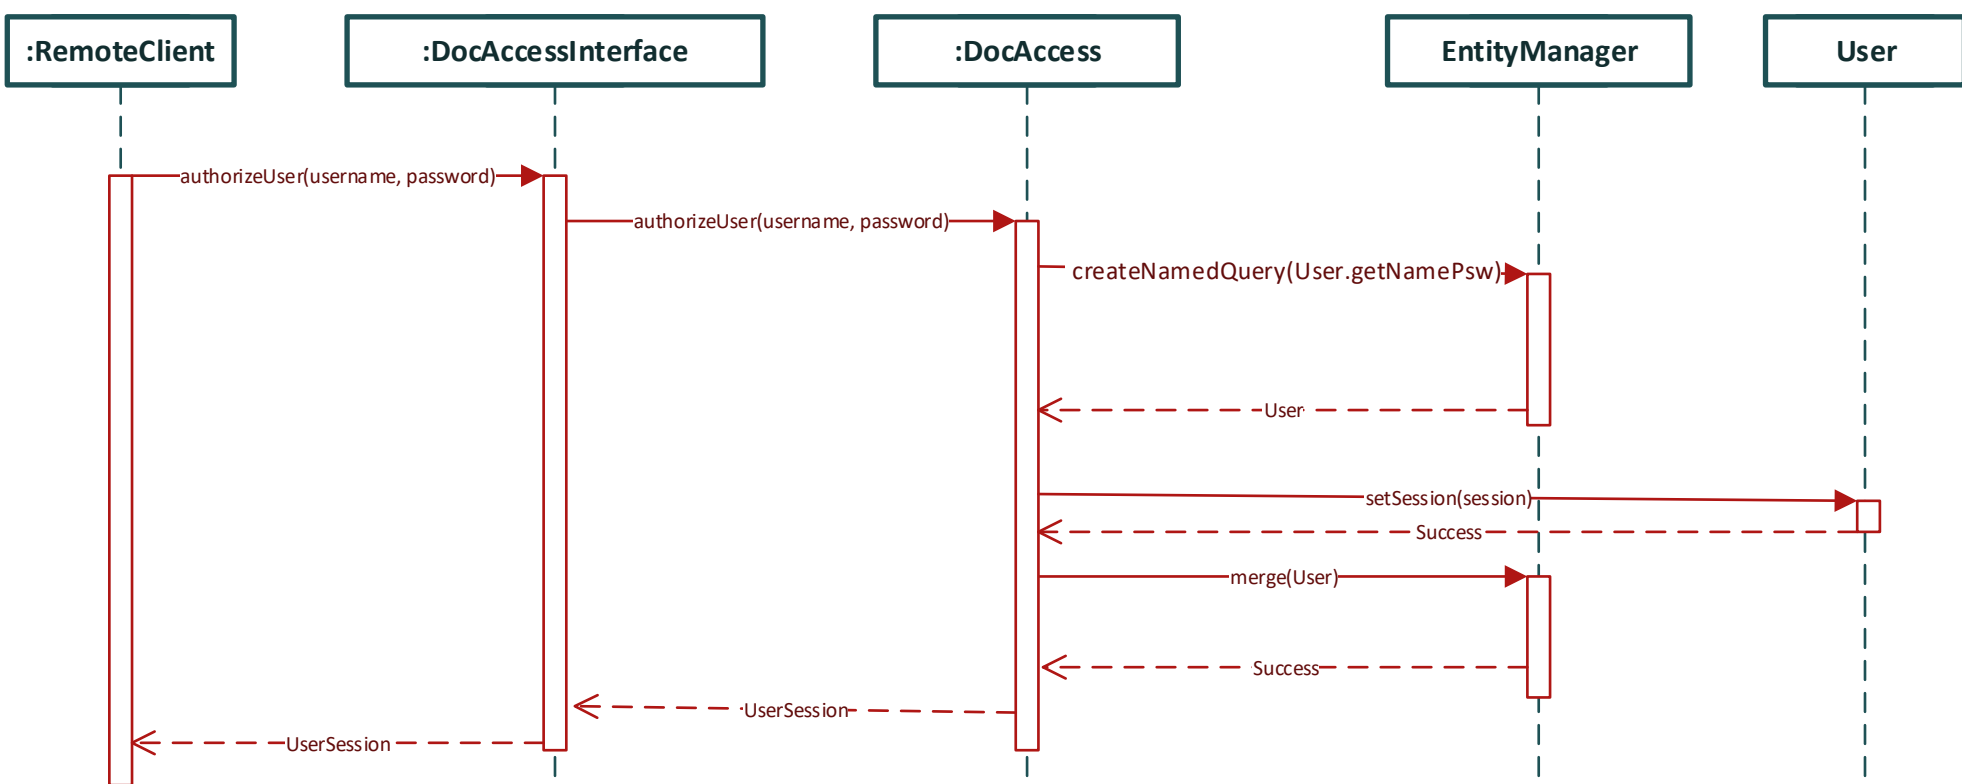 :RemoteClient
:DocAccessInterface
:DocAccess
EntityManager
User
authorizeUser(username, password)
authorizeUser(username, password)
createNamedQuery(User.getNamePsw)
User
setSession(session)
Success
merge(User)
Success
UserSession
UserSession